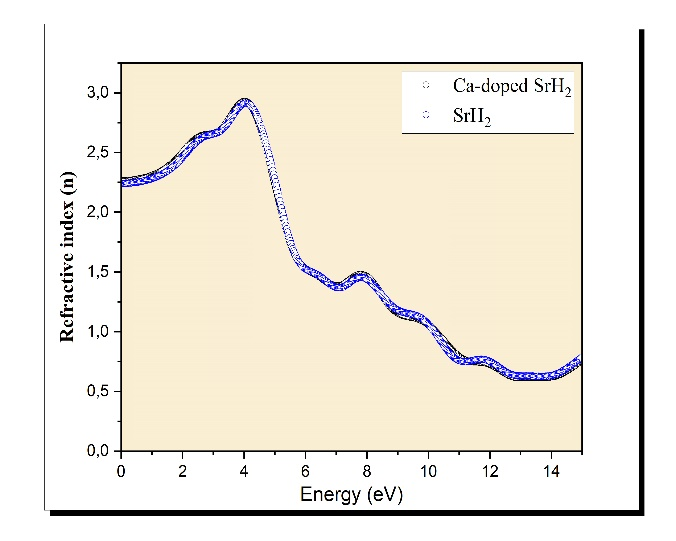 Ca-doped SrH₂
SrH₂
3,0
2,5
2,0
1,5
1,0
0,5
0,0
Refractive index (n)
0 2 4 6 8 10 12 14
Energy (eV)